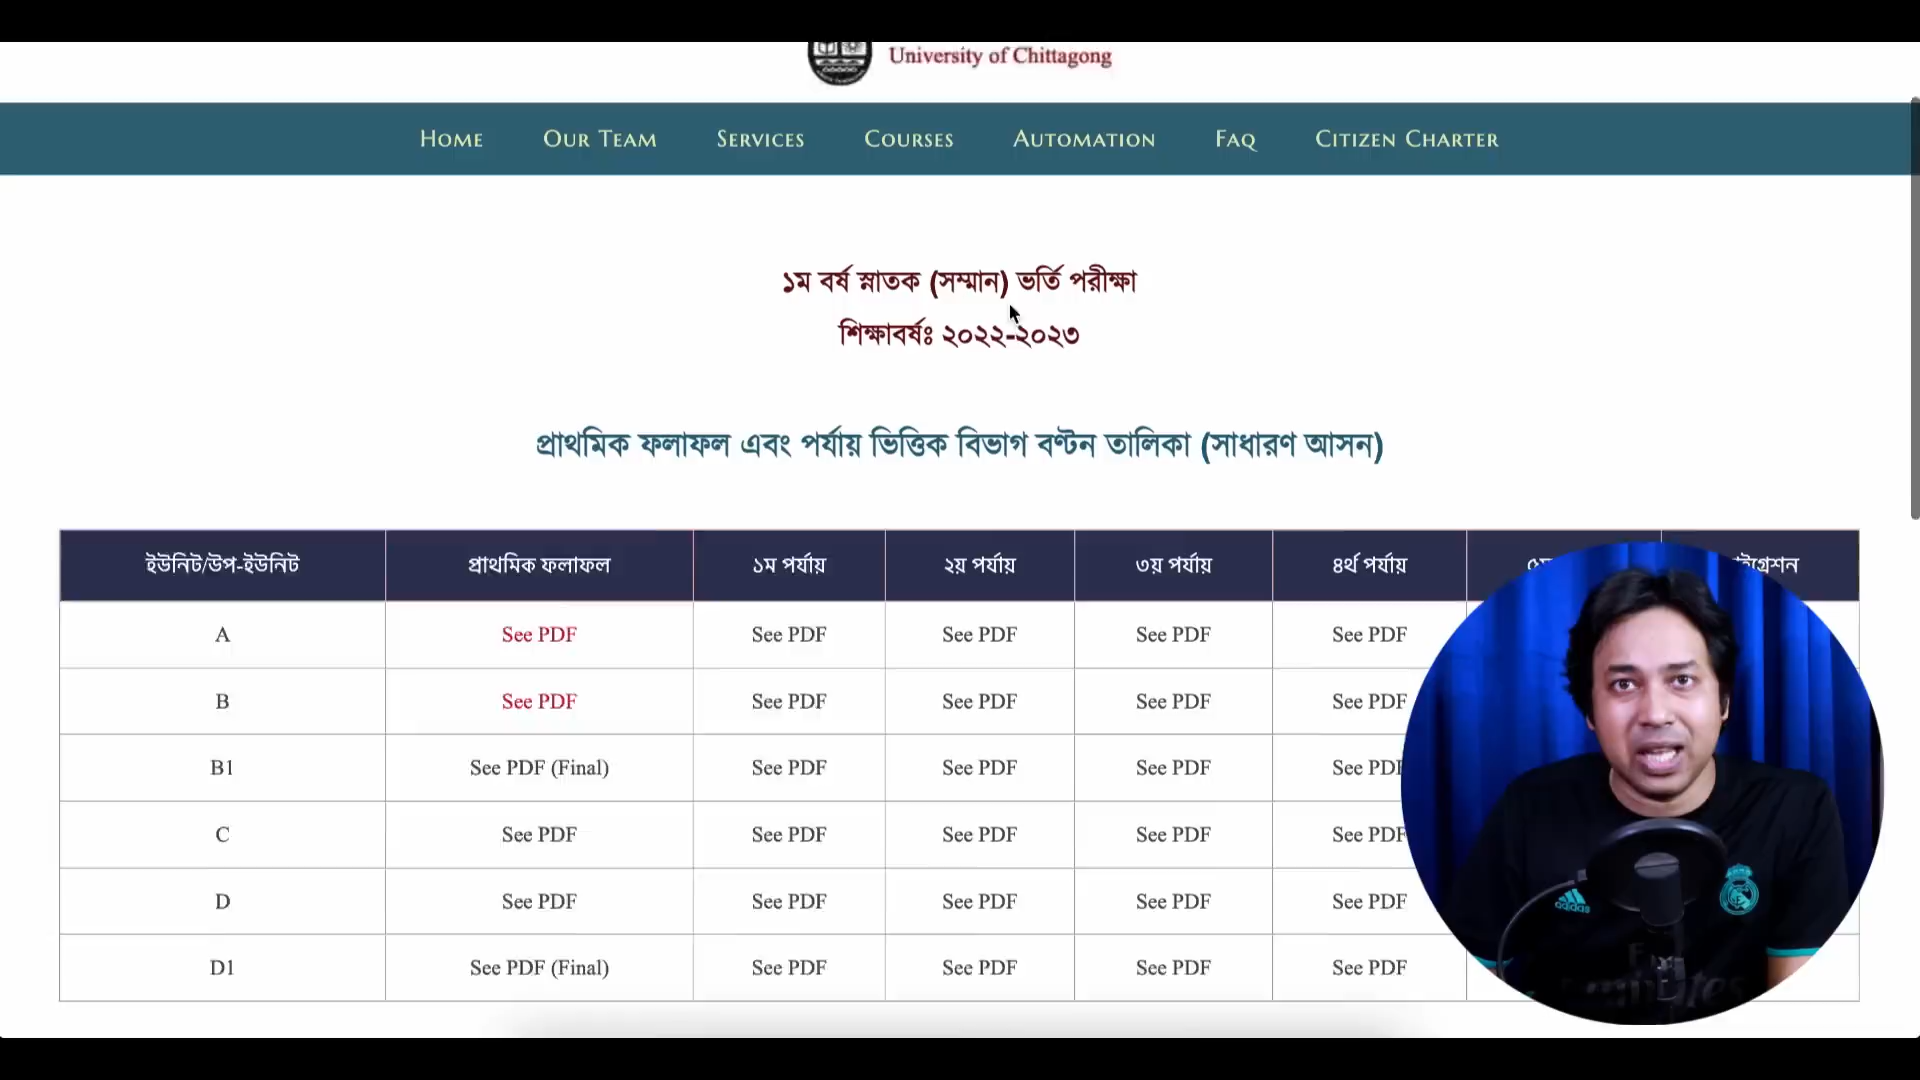 University of Chittagong
Home Our Team Services Courses Automation Faq Citizen Charter
১ম বর্ষ স্নাতক (সম্মান) ভর্তি পরীক্ষা
শিক্ষাবর্ষঃ ২০২২-২০২৩
প্রাথমিক ফলাফল এবং পর্যায় ভিত্তিক বিভাগ বণ্টন তালিকা (সাধারণ আসন)
ইউনিট/উপ-ইউনিট প্রাথমিক ফলাফল ১ম পর্যায় ২য় পর্যায় ৩য় পর্যায় ৪র্থ পর্যায়
A See PDF See PDF See PDF See PDF See PDF
B See PDF See PDF See PDF See PDF See PDF
B1 See PDF (Final) See PDF See PDF See PDF See PDF
C See PDF See PDF See PDF See PDF See PDF
D See PDF See PDF See PDF See PDF See PDF
D1 See PDF (Final) See PDF See PDF See PDF See PDF
adidas